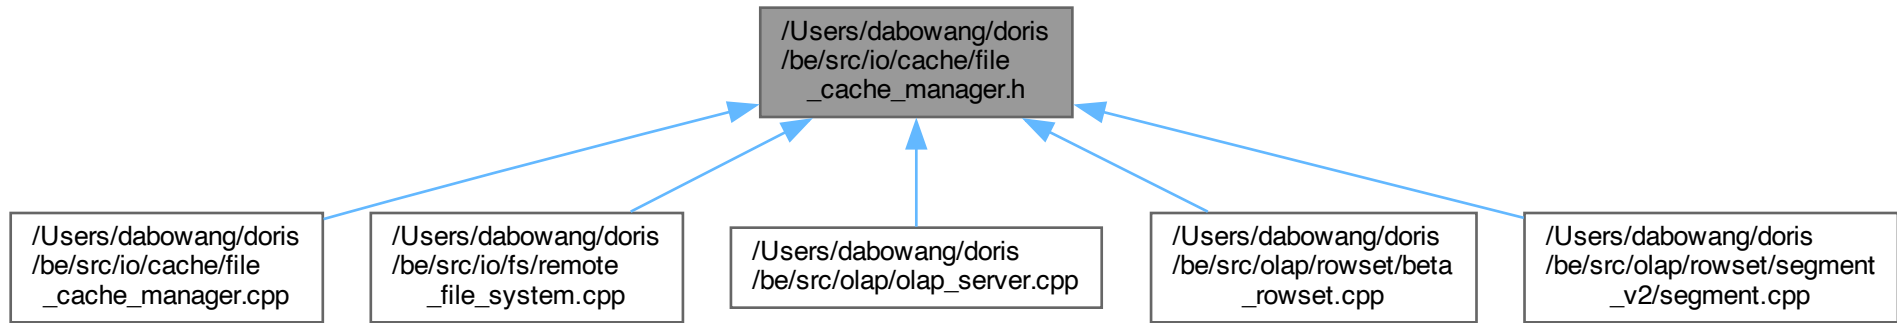 /Users/dabowang/doris
/be/src/io/cache/file
_cache_manager.h
/Users/dabowang/doris
/be/src/io/cache/file
_cache_manager.cpp
/Users/dabowang/doris
/be/src/io/fs/remote
_file_system.cpp
/Users/dabowang/doris
/be/src/olap/olap_server.cpp
/Users/dabowang/doris
/be/src/olap/rowset/beta
_rowset.cpp
/Users/dabowang/doris
/be/src/olap/rowset/segment
_v2/segment.cpp